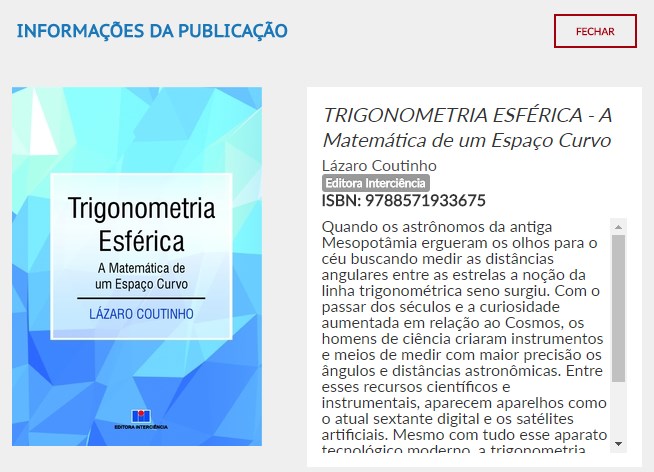 INFORMAÇÕES DA PUBLICAÇÃO
FECHAR
Trigonometria
Esférica
A Matemática de
um Espaço Curvo
LÁZARO COUTINHO
EDITORA INTERCIÊNCIA
TRIGONOMETRIA ESFÉRICA - A
Matemática de um Espaço Curvo
Lázaro Coutinho
Editora Interciência
ISBN: 9788571933675
Quando os astrônomos da antiga
Mesopotâmia ergueram os olhos para o
céu buscando medir as distâncias
angulares entre as estrelas a noção da
linha trigonométrica seno surgiu. Com o
passar dos séculos e a curiosidade
aumentada em relação ao Cosmos, os
homens de ciência criaram instrumentos
e meios de medir com maior precisão os
ângulos e distâncias astronômicas. Entre
esses recursos científicos e
instrumentais, aparecem aparelhos como
o atual sextante digital e os satélites
artificiais. Mesmo com tudo esse aparato
tecnológico moderno, a trigonometria